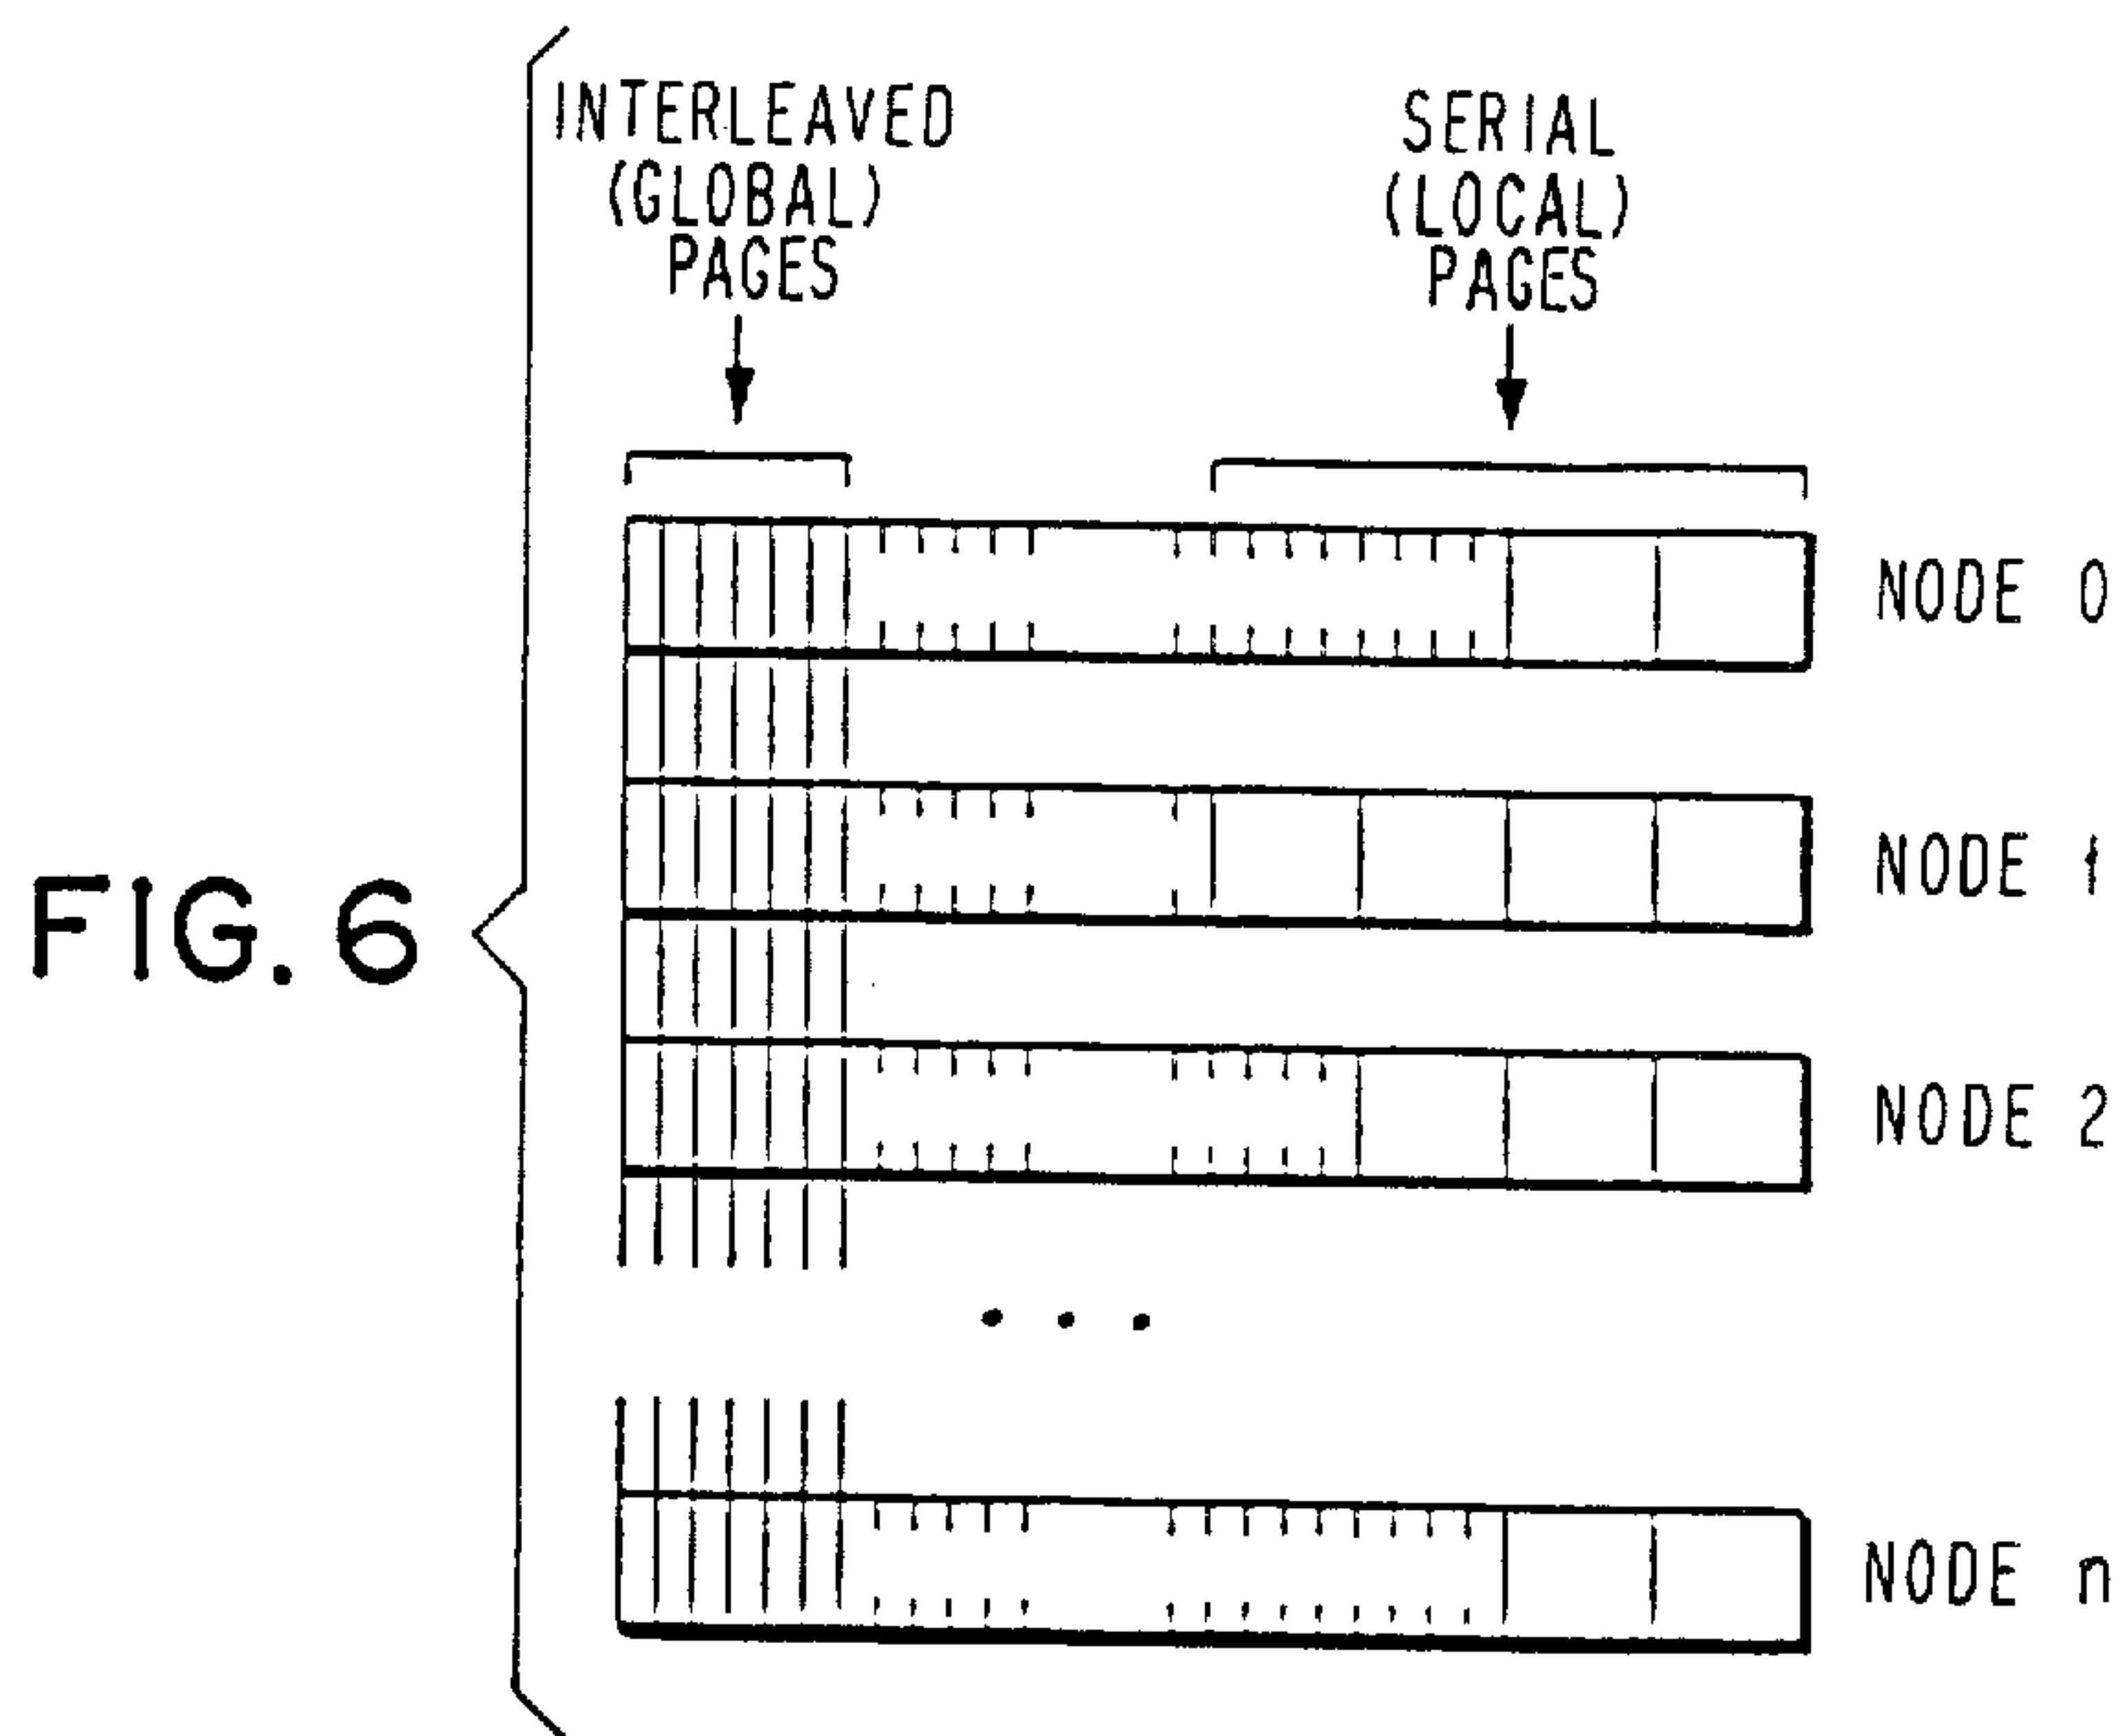 INTERLEAVED
(GLOBAL)
PAGES
SERIAL
(LOCAL)
PAGES
NODE 0
NODE 1
FIG. 6
NODE 2
NODE n